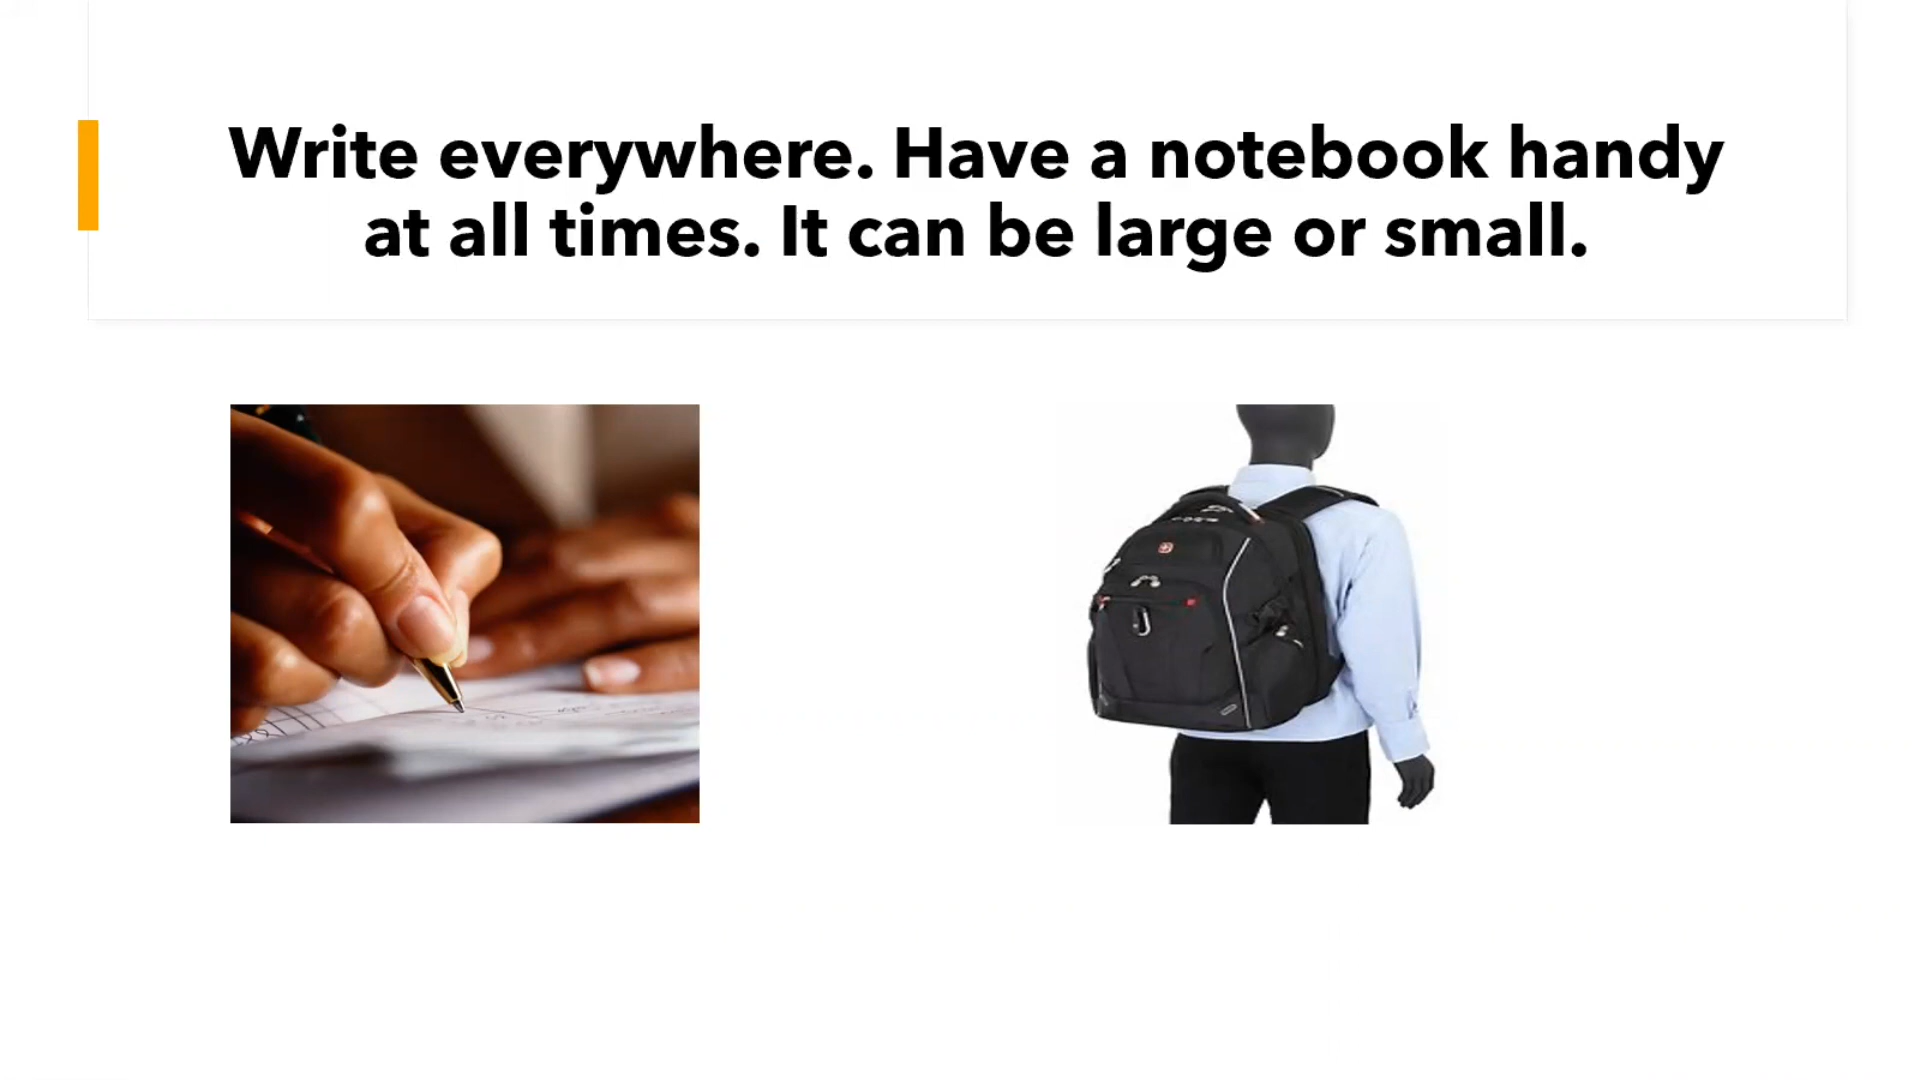 Write everywhere. Have a notebook handy
at all times. It can be large or small.